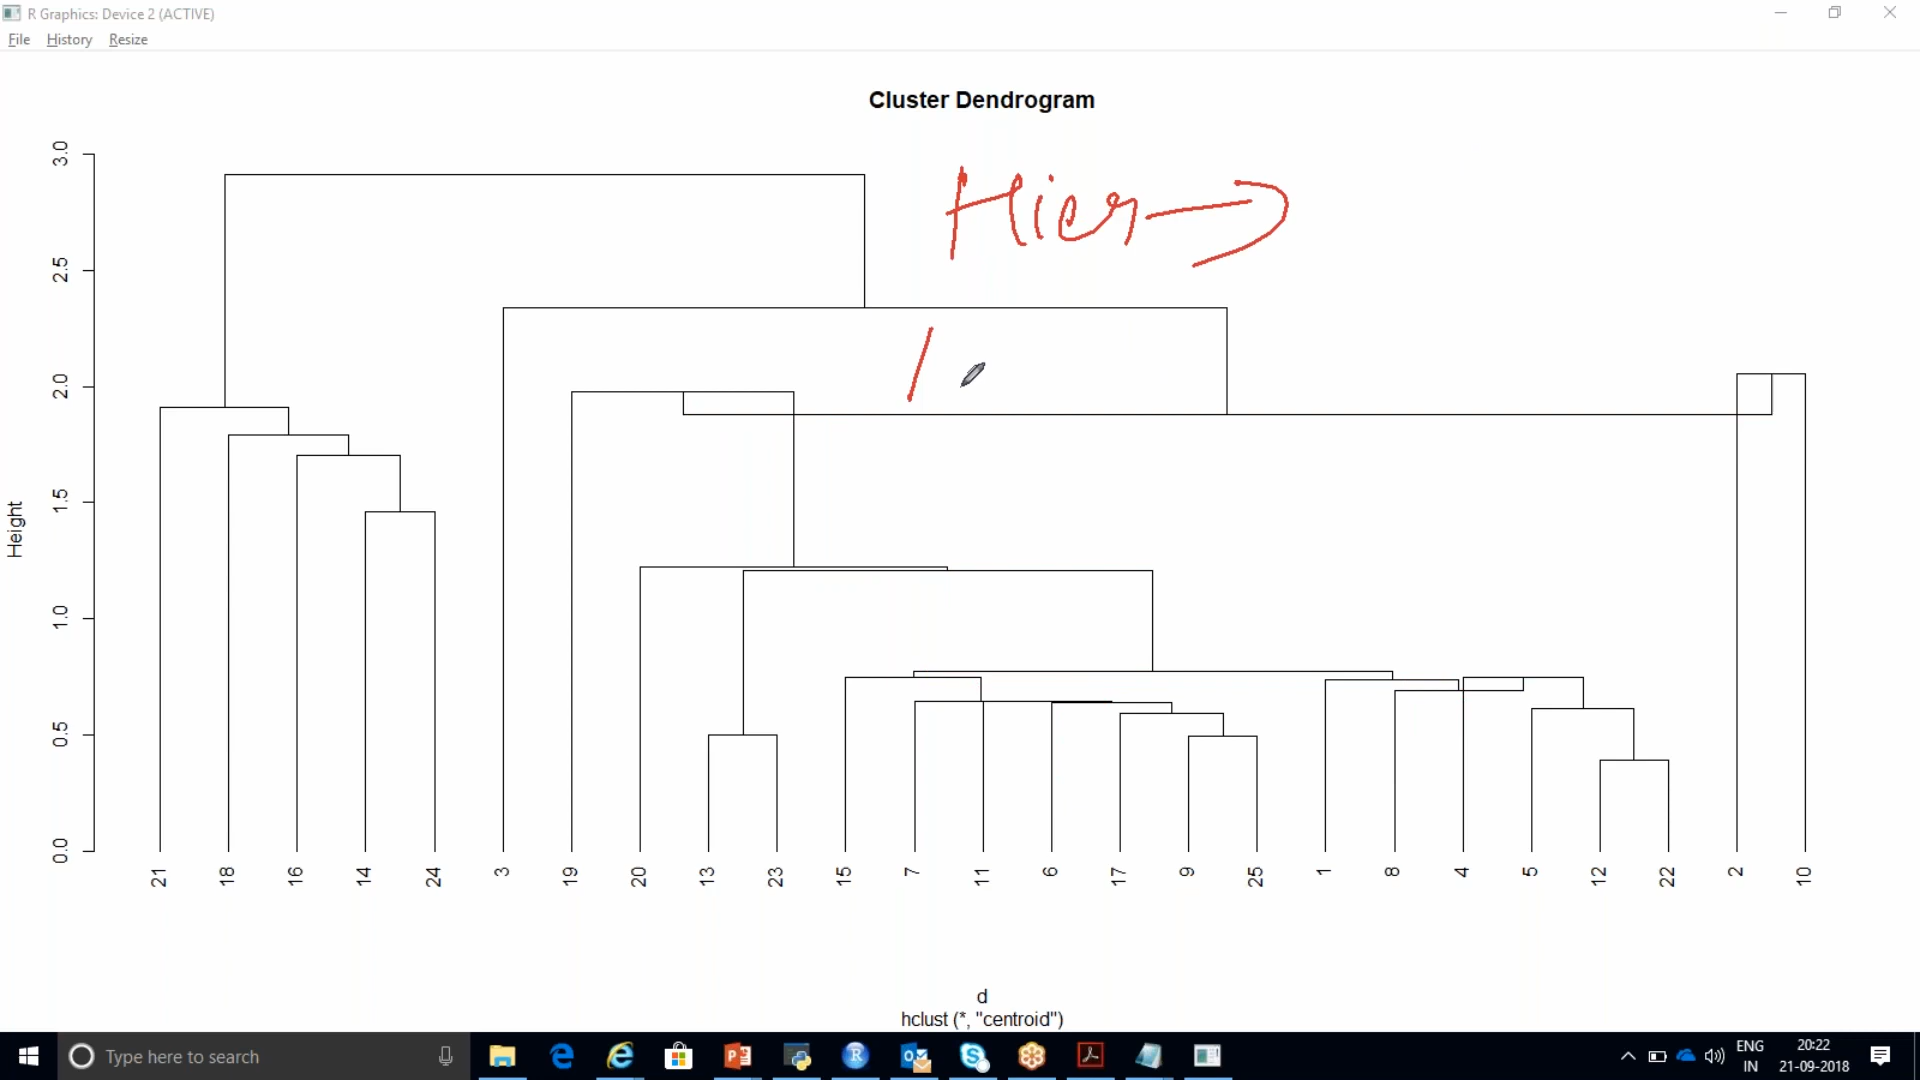 R Graphics: Device 2 (ACTIVE)
File History Resize
Cluster Dendrogram
Hier
Height
3.0
2.5
2.0
1.5
1.0
0.5
0.0
21 18 16 14 24 3 19 20 13 23 15 7 11 6 17 9 25 1 8 4 5 12 22 2 10
d
hclust (*, "centroid")
Type here to search
ENG
IN
20:22
21-09-2018